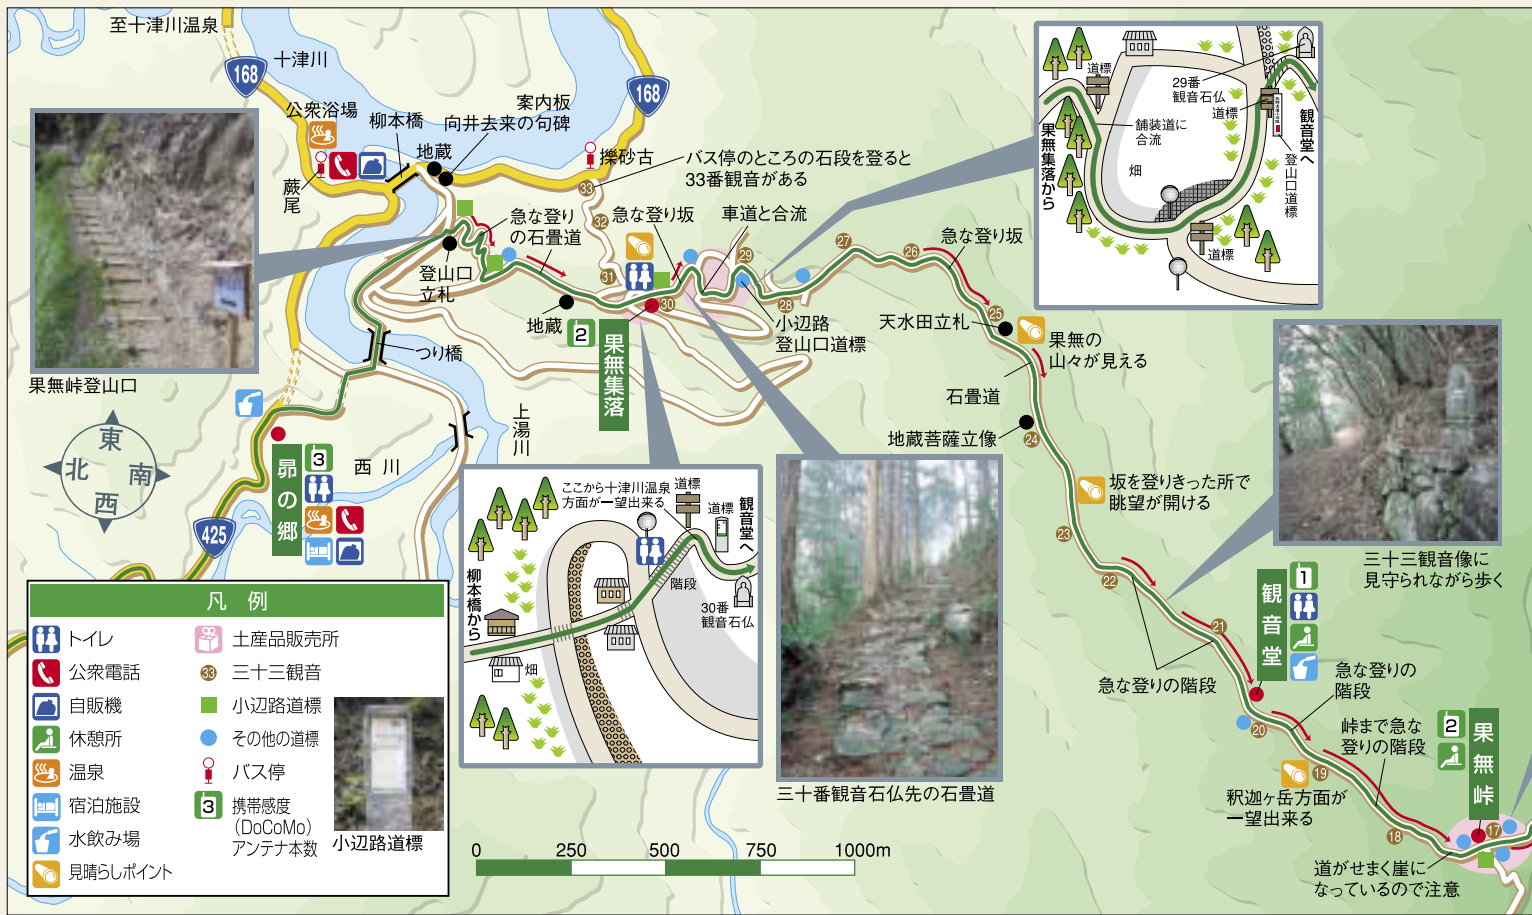 至十津川温泉
168
十津川
公衆浴場
柳本橋
蕨尾
地蔵
案内板
向井去来の句碑
168
擽砂古
バス停のところの石段を登ると
33番観音がある
33
32
31
急な登り
の石畳道
急な登り坂
車道と合流
登山口
立札
地蔵
2
果無集落
30
29
28
小辺路
登山口道標
27
26
急な登り坂
25
天水田立札
果無の
山々が見える
石畳道
地蔵菩薩立像
24
坂を登りきった所で
眺望が開ける
23
22
21
急な登りの階段
観音堂
1
20
急な登りの
階段
19
釈迦ヶ岳方面が
一望出来る
峠まで急な
登りの階段
18
2
果無峠
17
道がせまく崖に
なっているので注意
果無峠登山口
つり橋
上湯川
西川
昴の郷
3
425
東
北
南
西
道標
舗装道に
合流
果無集落から
畑
29番
観音石仏
道標
観音堂へ
登山口道標
道標
三十三観音像に
見守られながら歩く
ここから十津川温泉
方面が一望出来る
道標
道標
観音堂へ
柳本橋から
階段
30番
観音石仏
畑
三十番観音石仏先の石畳道
凡例
トイレ
公衆電話
自販機
休憩所
温泉
宿泊施設
水飲み場
見晴らしポイント
土産品販売所
33
三十三観音
小辺路道標
その他の道標
バス停
3
携帯感度
(DoCoMo)
アンテナ本数
小辺路道標
0 250 500 750 1000m